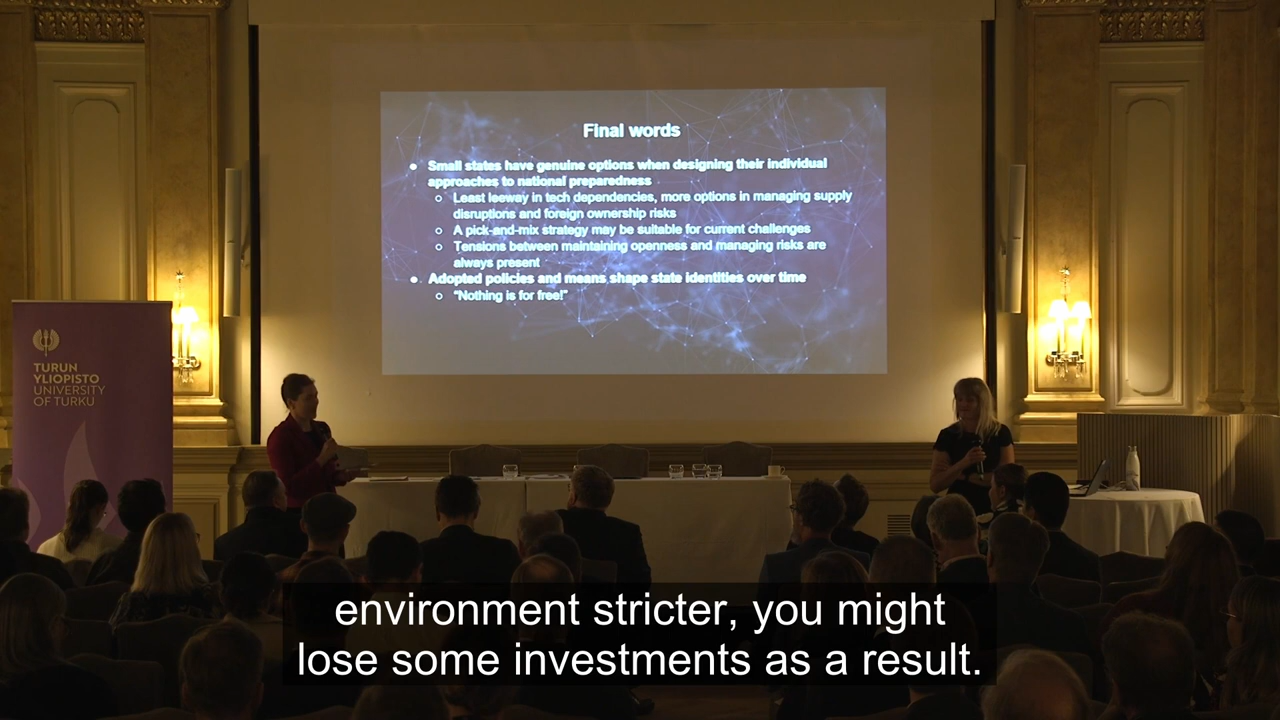 Final words
● Small states have genuine options when designing their individual
approaches to national preparedness
○ Least leeway in tech dependencies, more options in managing supply
disruptions and foreign ownership risks
○ A pick-and-mix strategy may be suitable for current challenges
○ Tensions between maintaining openness and managing risks are
always present
● Adopted policies and means shape state identities over time
○ "Nothing is for free!"
TURUN
YLIOPISTO
UNIVERSITY
OF TURKU
environment stricter, you might
lose some investments as a result.